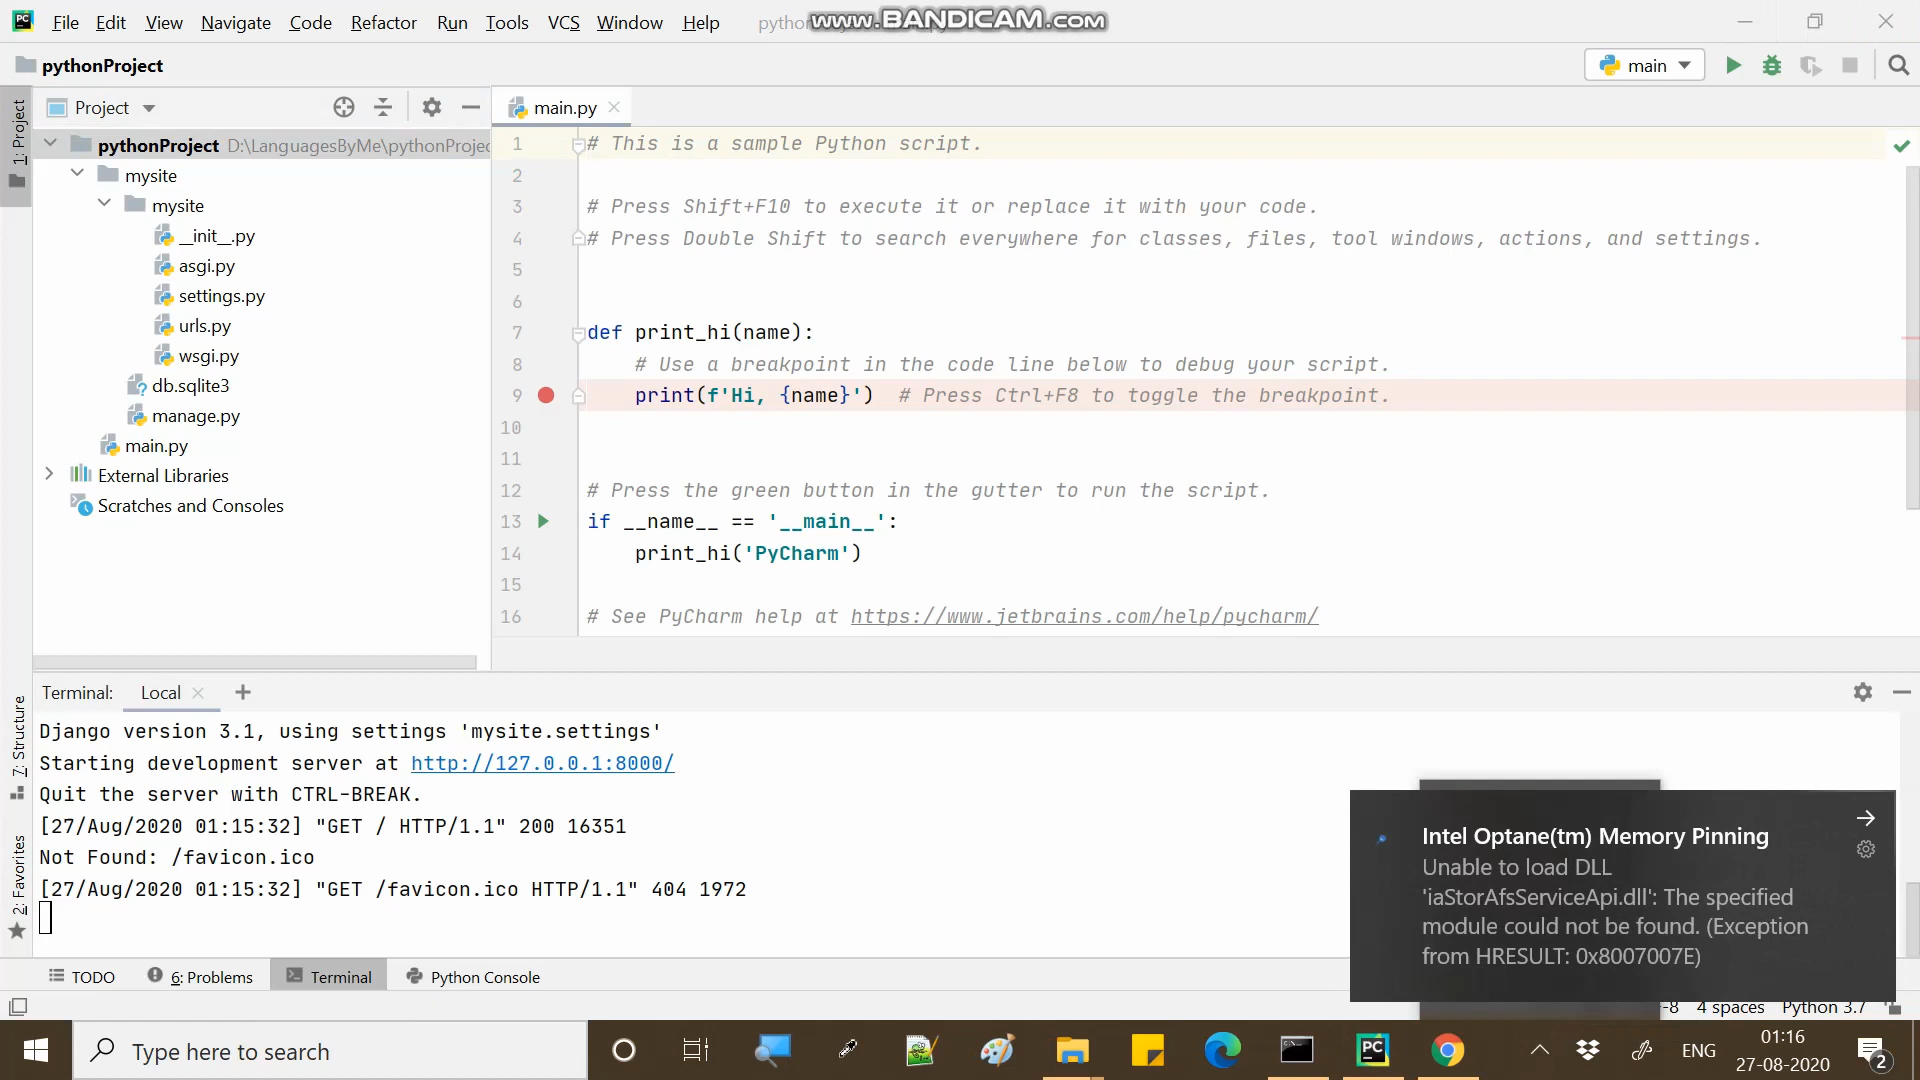 File Edit View Navigate Code Refactor Run Tools VCS Window Help
www.BANDICAM.com
pythonProject
main
Project
main.py
1: Project
pythonProject D:\LanguagesByMe\pythonProjec
mysite
mysite
__init__.py
asgi.py
settings.py
urls.py
wsgi.py
db.sqlite3
manage.py
main.py
External Libraries
Scratches and Consoles
1 # This is a sample Python script.
2
3 # Press Shift+F10 to execute it or replace it with your code.
4 # Press Double Shift to search everywhere for classes, files, tool windows, actions, and settings.
5
6
7 def print_hi(name):
8 # Use a breakpoint in the code line below to debug your script.
9 print(f'Hi, {name}') # Press Ctrl+F8 to toggle the breakpoint.
10
11
12 # Press the green button in the gutter to run the script.
13 if __name__ == '__main__':
14 print_hi('PyCharm')
15
16 # See PyCharm help at https://www.jetbrains.com/help/pycharm/
7: Structure
2: Favorites
Terminal: Local
Django version 3.1, using settings 'mysite.settings'
Starting development server at http://127.0.0.1:8000/
Quit the server with CTRL-BREAK.
[27/Aug/2020 01:15:32] "GET / HTTP/1.1" 200 16351
Not Found: /favicon.ico
[27/Aug/2020 01:15:32] "GET /favicon.ico HTTP/1.1" 404 1972
Intel Optane(tm) Memory Pinning
Unable to load DLL
'iaStorAfsServiceApi.dll': The specified
module could not be found. (Exception
from HRESULT: 0x8007007E)
TODO 6: Problems Terminal Python Console
-8 4 spaces Python 3.7
Type here to search
PC
ENG
01:16
27-08-2020
2